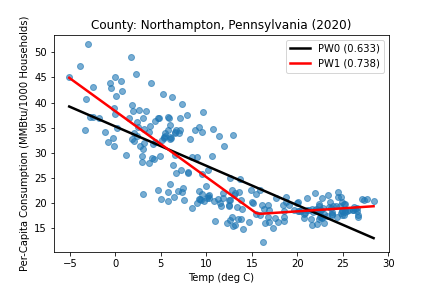 County: Northampton, Pennsylvania (2020)
PW0 (0.633)
PW1 (0.738)
Per-Capita Consumption (MMBtu/1000 Households)
50
45
40
35
30
25
20
15
−5 0 5 10 15 20 25 30
Temp (deg C)